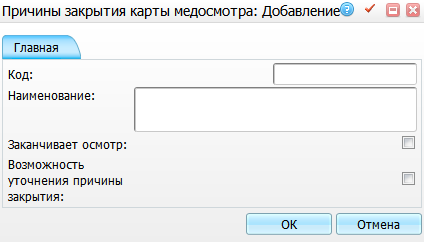 Причины закрытия карты медосмотра: Добавление
Главная
Код:
Наименование:
Заканчивает осмотр:
Возможность
уточнения причины
закрытия:
ОК Отмена